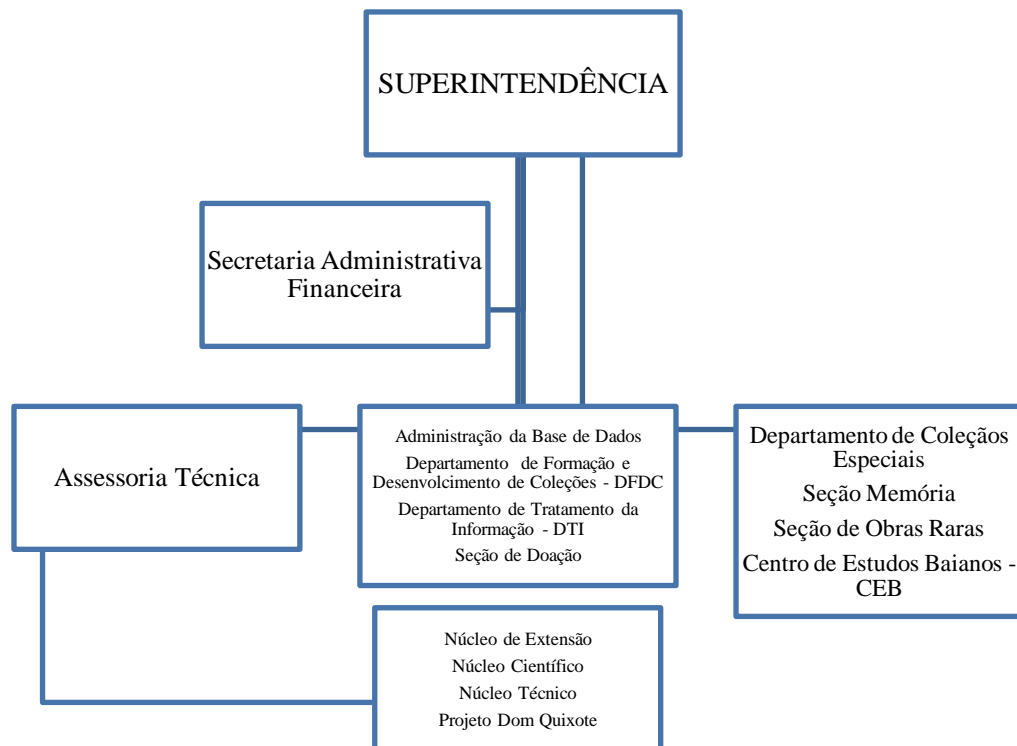 SUPERINTENDÊNCIA
Secretaria Administrativa
Financeira
Assessoria Técnica
Administração da Base de Dados
Departamento de Formação e
Desenvolcimento de Coleções - DFDC
Departamento de Tratamento da
Informação - DTI
Seção de Doação
Departamento de Coleçãos
Especiais
Seção Memória
Seção de Obras Raras
Centro de Estudos Baianos -
CEB
Núcleo de Extensão
Núcleo Científico
Núcleo Técnico
Projeto Dom Quixote